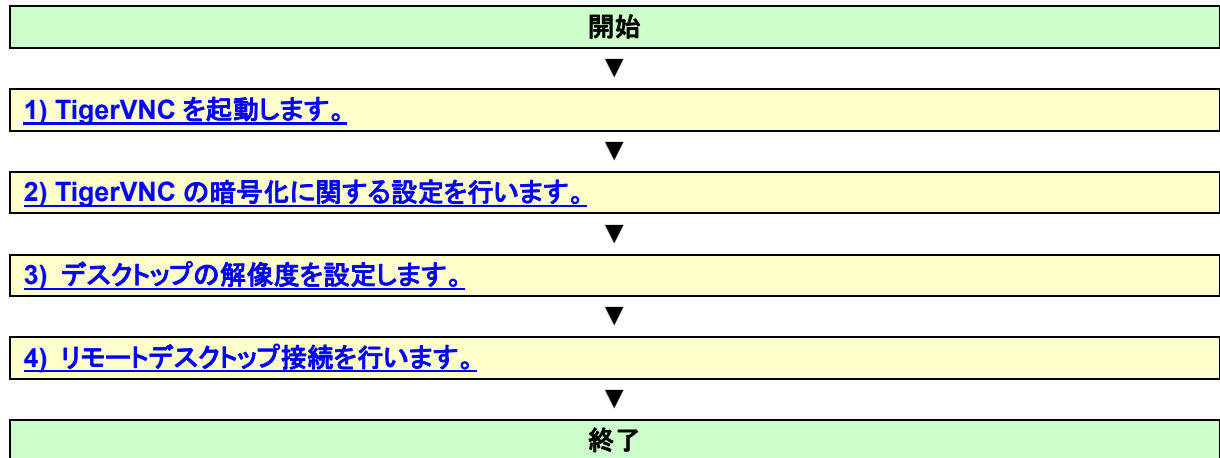 開始
▼
1) TigerVNC を起動します。
▼
2) TigerVNC の暗号化に関する設定を行います。
▼
3) デスクトップの解像度を設定します。
▼
4) リモートデスクトップ接続を行います。
▼
終了